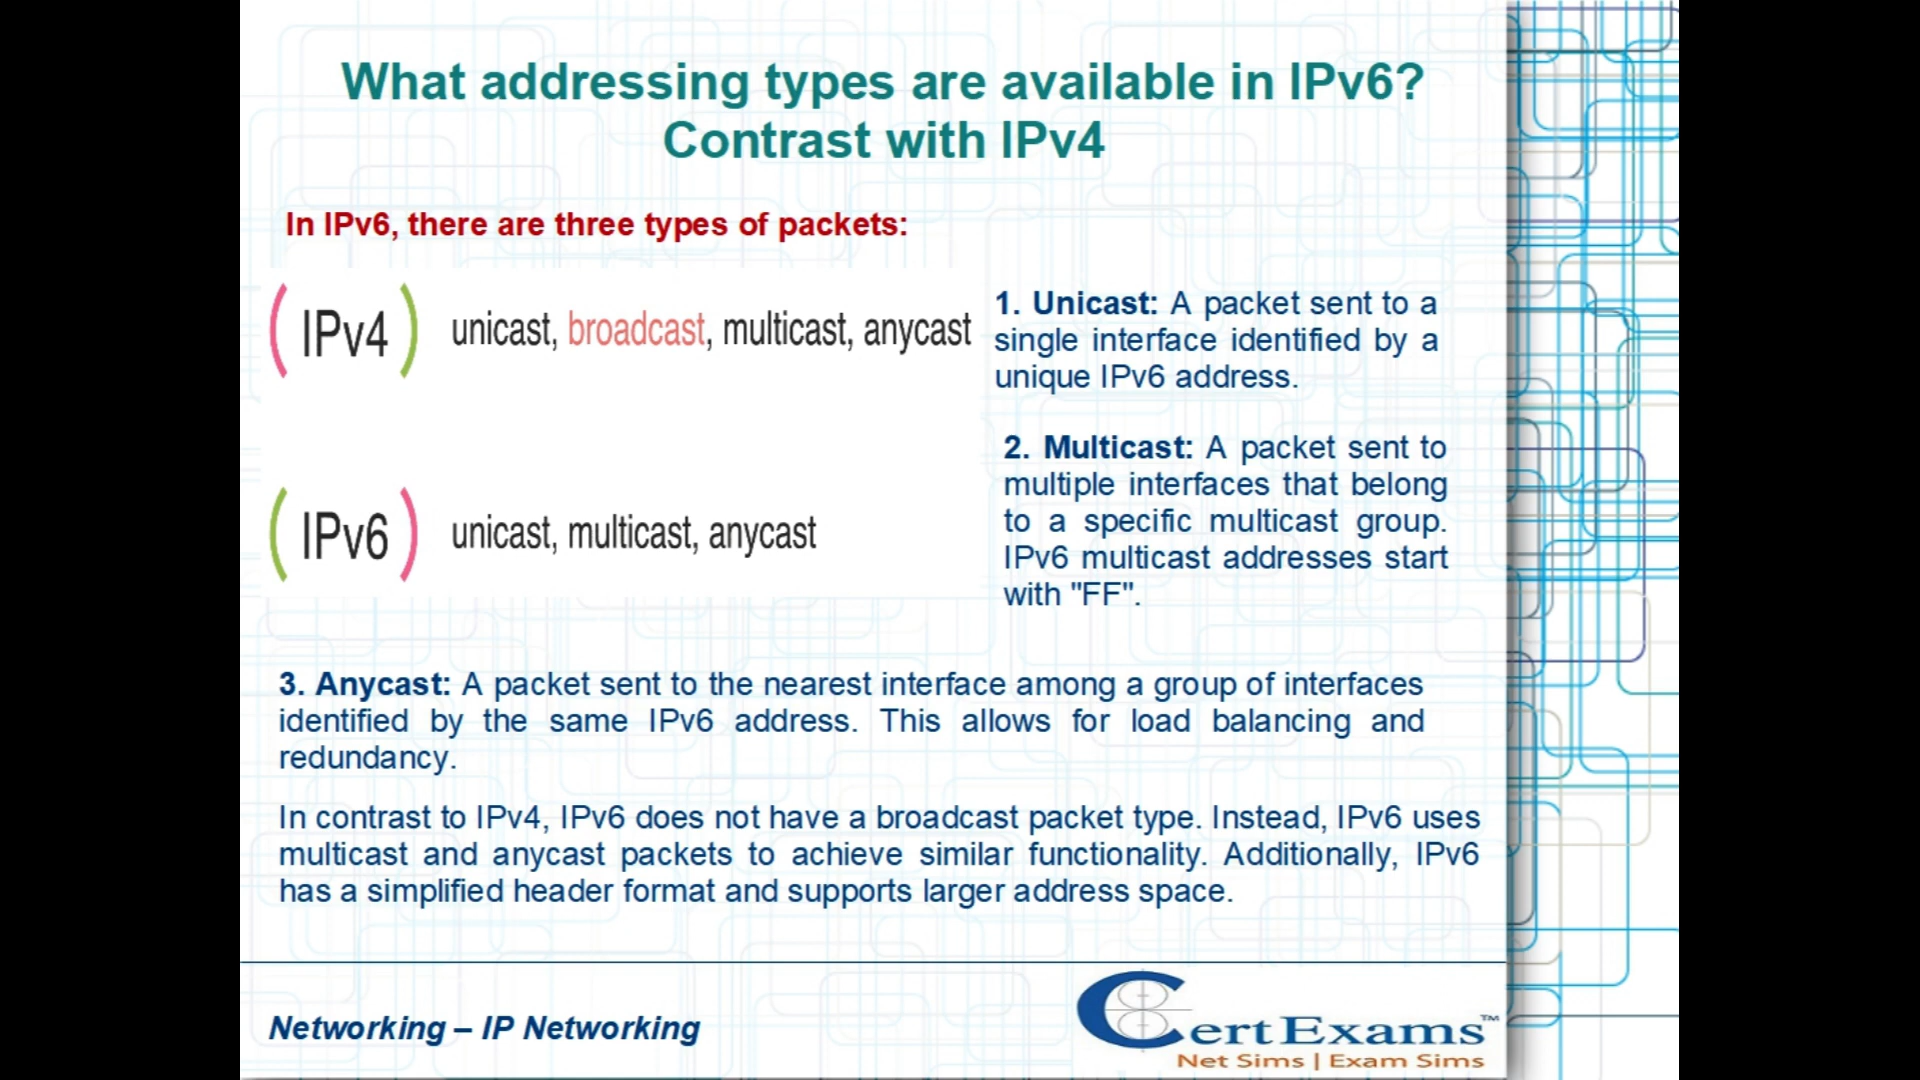 What addressing types are available in IPv6?
Contrast with IPv4
In IPv6, there are three types of packets:
( IPv4 ) unicast, broadcast, multicast, anycast
( IPv6 ) unicast, multicast, anycast
1. Unicast: A packet sent to a
single interface identified by a
unique IPv6 address.
2. Multicast: A packet sent to
multiple interfaces that belong
to a specific multicast group.
IPv6 multicast addresses start
with "FF".
3. Anycast: A packet sent to the nearest interface among a group of interfaces
identified by the same IPv6 address. This allows for load balancing and
redundancy.
In contrast to IPv4, IPv6 does not have a broadcast packet type. Instead, IPv6 uses
multicast and anycast packets to achieve similar functionality. Additionally, IPv6
has a simplified header format and supports larger address space.
Networking – IP Networking
CertExams™
Net Sims | Exam Sims